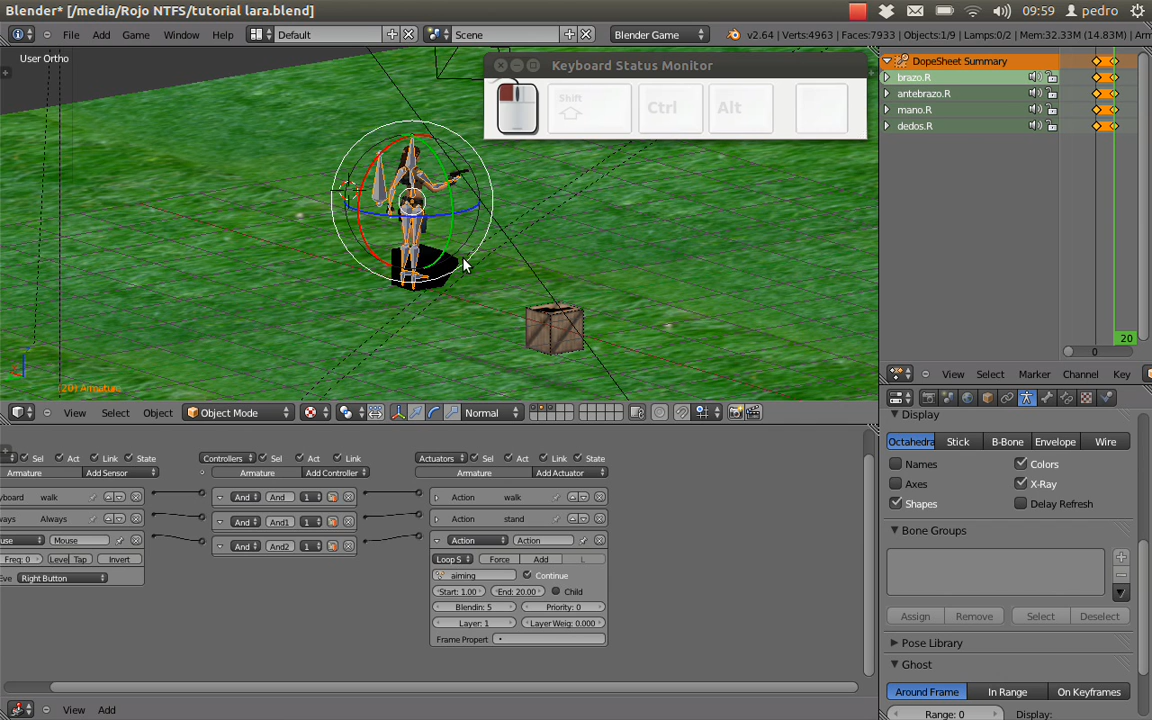 Blender* [/media/Rojo NTFS/tutorial lara.blend]
09:59 pedro
File Add Game Window Help Default Scene Blender Game v2.64 | Verts:4963 | Faces:7933 | Objects:1/9 | Lamps:0/2 | Mem:32.33M (14.83M) | Arm
User Ortho
Keyboard Status Monitor
Shift Ctrl Alt
DopeSheet Summary
brazo.R
antebrazo.R
mano.R
dedos.R
20
0
(20) Armature
View Select Marker Channel Key
View Select Object Object Mode Normal
Display
Octahedra Stick B-Bone Envelope Wire
Names Colors
Axes X-Ray
Shapes Delay Refresh
Bone Groups
Assign Remove Select Deselect
Pose Library
Ghost
Around Frame In Range On Keyframes
Range: 0 Display:
Sel Act Link State Controllers Sel Act Link Actuators Sel Act Link State
Armature Add Sensor Armature Add Controller Armature Add Actuator
yboard walk And And 1 Action walk
ways Always And And1 1 Action stand
use Mouse And And2 1 Action Action
Freq: 0 Level Tap Invert
Eve Right Button
Loop S Force Add L
aiming Continue
Start: 1.00 End: 20.00 Child
Blendin: 5 Priority: 0
Layer: 1 Layer Weig: 0.000
Frame Propert
View Add